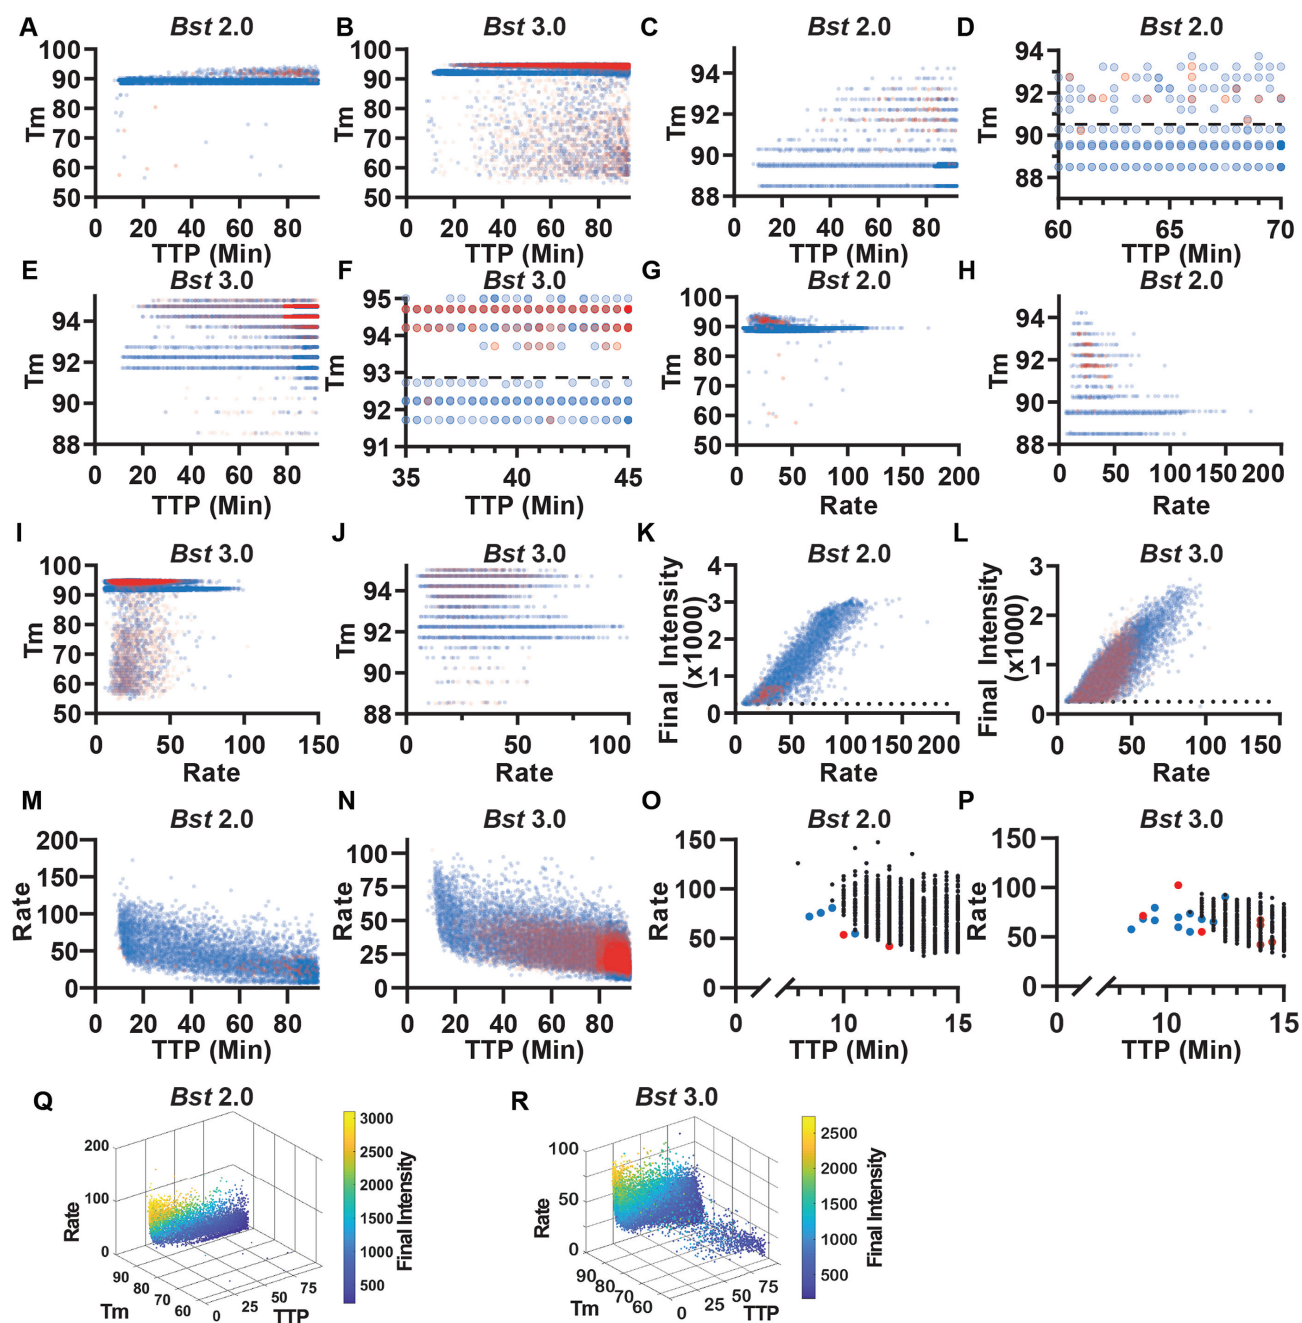 A
Bst 2.0
Tm
100
90
80
70
60
50
0 20 40 60 80
TTP (Min)
B
Bst 3.0
Tm
100
90
80
70
60
50
0 20 40 60 80
TTP (Min)
C
Bst 2.0
Tm
94
92
90
88
0 20 40 60 80
TTP (Min)
D
Bst 2.0
Tm
94
92
90
88
60 65 70
TTP (Min)
E
Bst 3.0
Tm
94
92
90
88
0 20 40 60 80
TTP (Min)
F
Bst 3.0
Tm
95
94
93
92
91
35 40 45
TTP (Min)
G
Bst 2.0
Tm
100
90
80
70
60
50
0 50 100 150 200
Rate
H
Bst 2.0
Tm
94
92
90
88
0 50 100 150 200
Rate
I
Bst 3.0
Tm
100
90
80
70
60
50
0 50 100 150
Rate
J
Bst 3.0
Tm
94
92
90
88
0 50 100
Rate
K
Bst 2.0
Final Intensity
(x1000)
4
3
2
1
0
0 50 100 150 200
Rate
L
Bst 3.0
Final Intensity
(x1000)
3
2
1
0
0 50 100 150
Rate
M
Bst 2.0
Rate
200
150
100
50
0
0 20 40 60 80
TTP (Min)
N
Bst 3.0
Rate
100
75
50
25
0
0 20 40 60 80
TTP (Min)
O
Bst 2.0
Rate
150
100
50
0
0 10 15
TTP (Min)
P
Bst 3.0
Rate
150
100
50
0
0 10 15
TTP (Min)
Q
Bst 2.0
Rate
200
100
0
90
80
70
60
Tm
0 25 50 75
TTP
3000
2500
2000
1500
1000
500
Final Intensity
R
Bst 3.0
Rate
100
50
0
90
80
70
60
Tm
0 25 50 75
TTP
2500
2000
1500
1000
500
Final Intensity